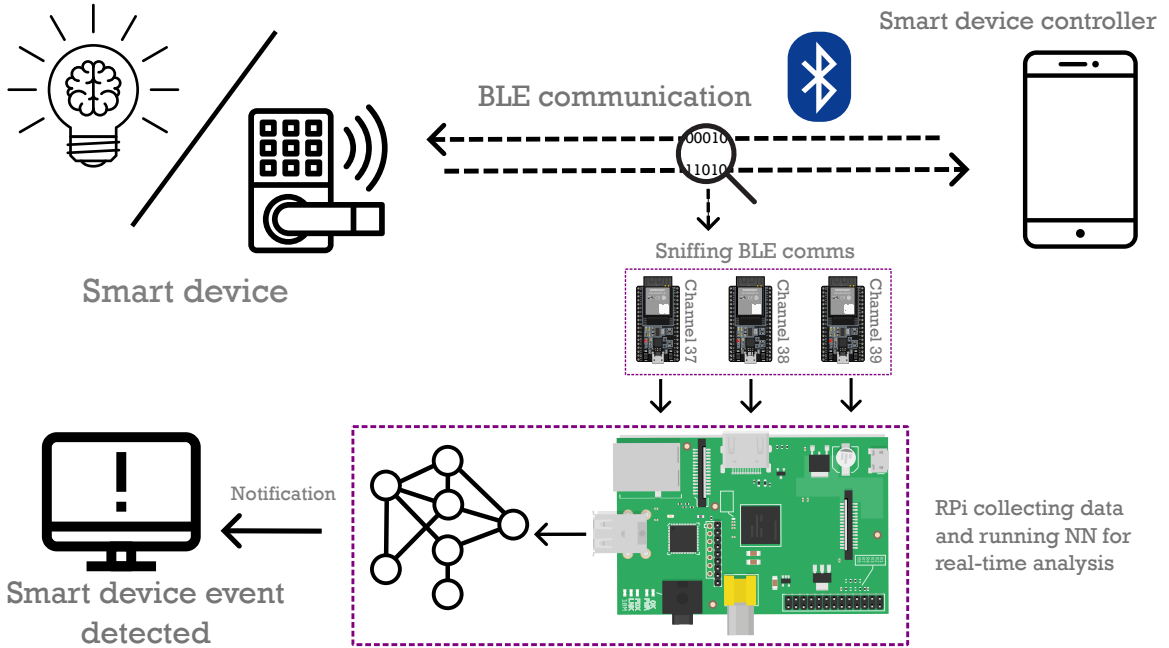 Smart device controller
BLE communication
00010
11010
Smart device
Sniffing BLE comms
Channel 37
Channel 38
Channel 39
Notification
RPi collecting data
and running NN for
real-time analysis
Smart device event
detected